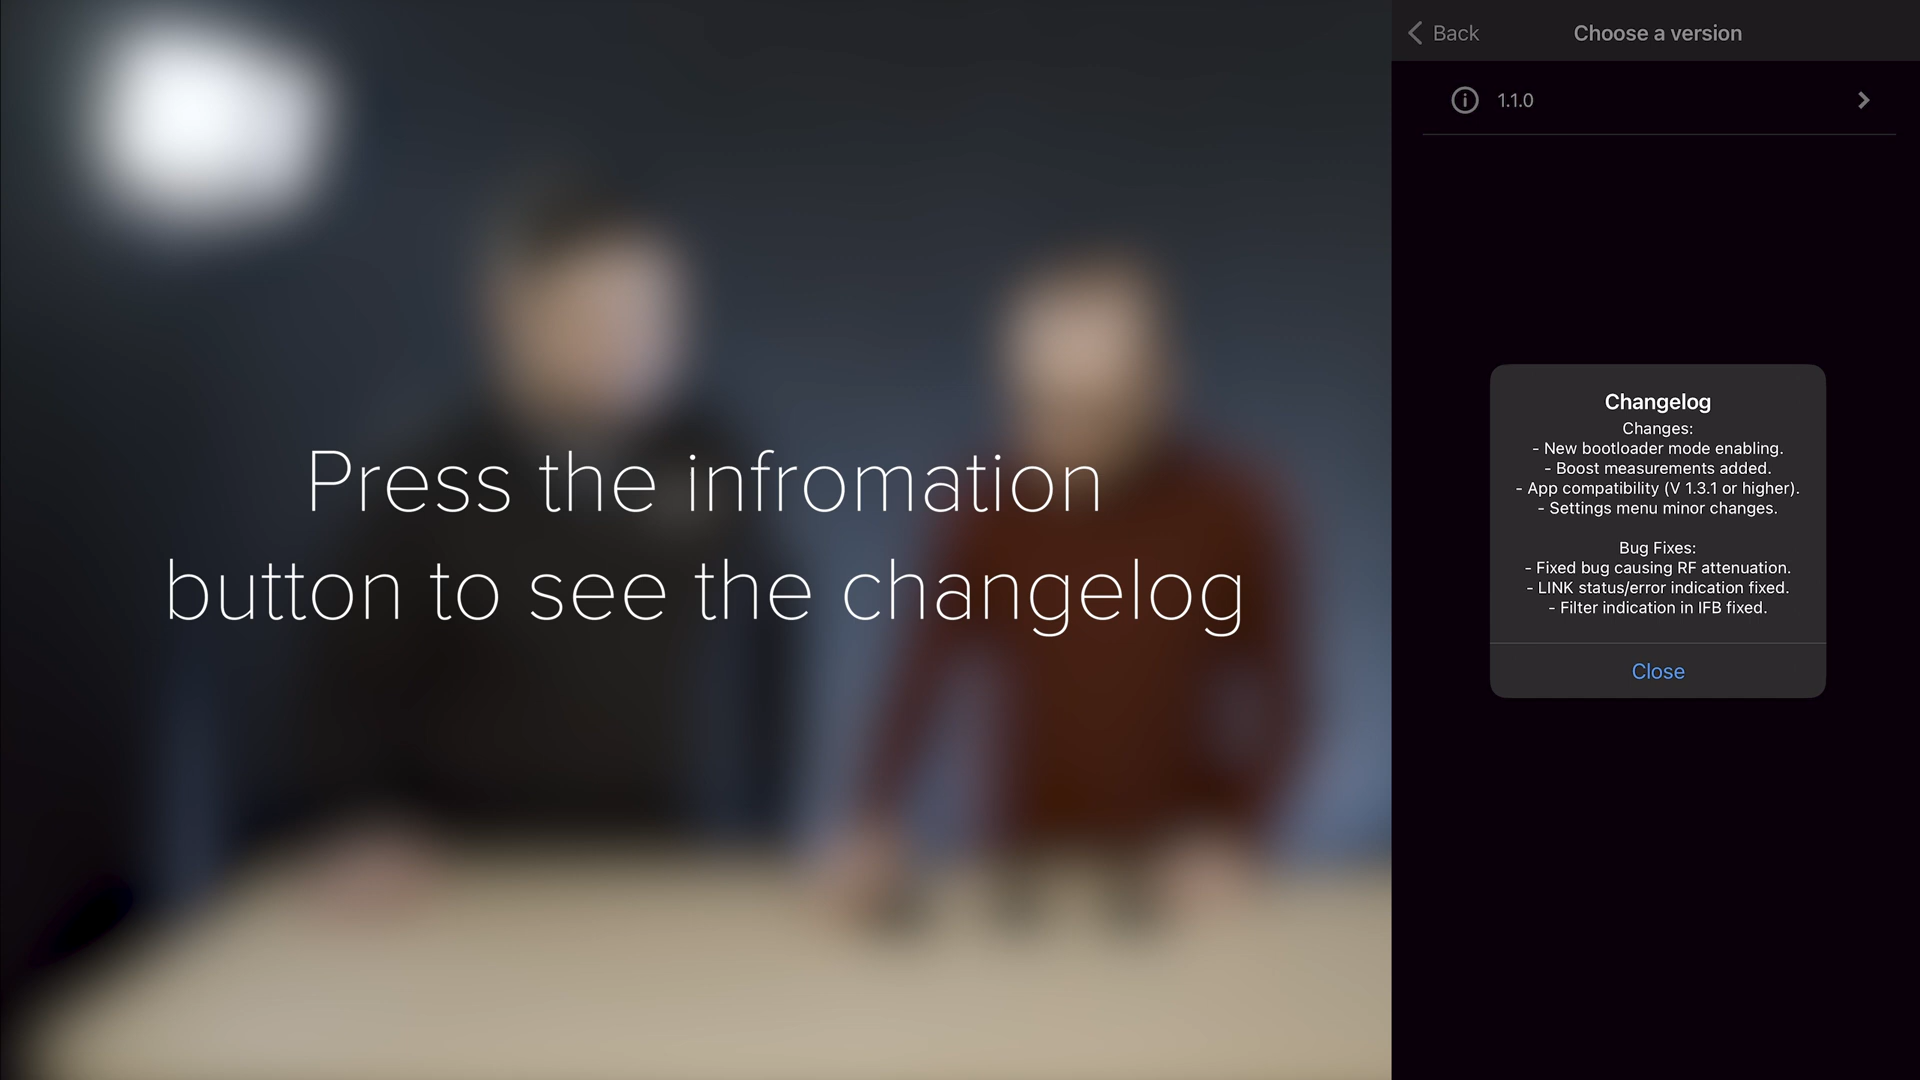 Press the infromation
button to see the changelog
Back
Choose a version
1.1.0
Changelog
Changes:
- New bootloader mode enabling.
- Boost measurements added.
- App compatibility (V 1.3.1 or higher).
- Settings menu minor changes.
Bug Fixes:
- Fixed bug causing RF attenuation.
- LINK status/error indication fixed.
- Filter indication in IFB fixed.
Close